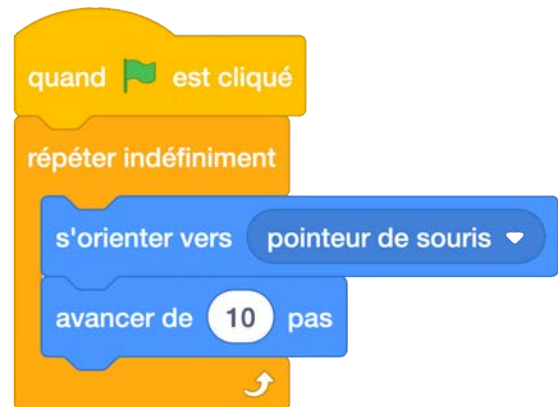 quand est cliqué
répéter indéfiniment
s'orienter vers pointeur de souris
avancer de 10 pas